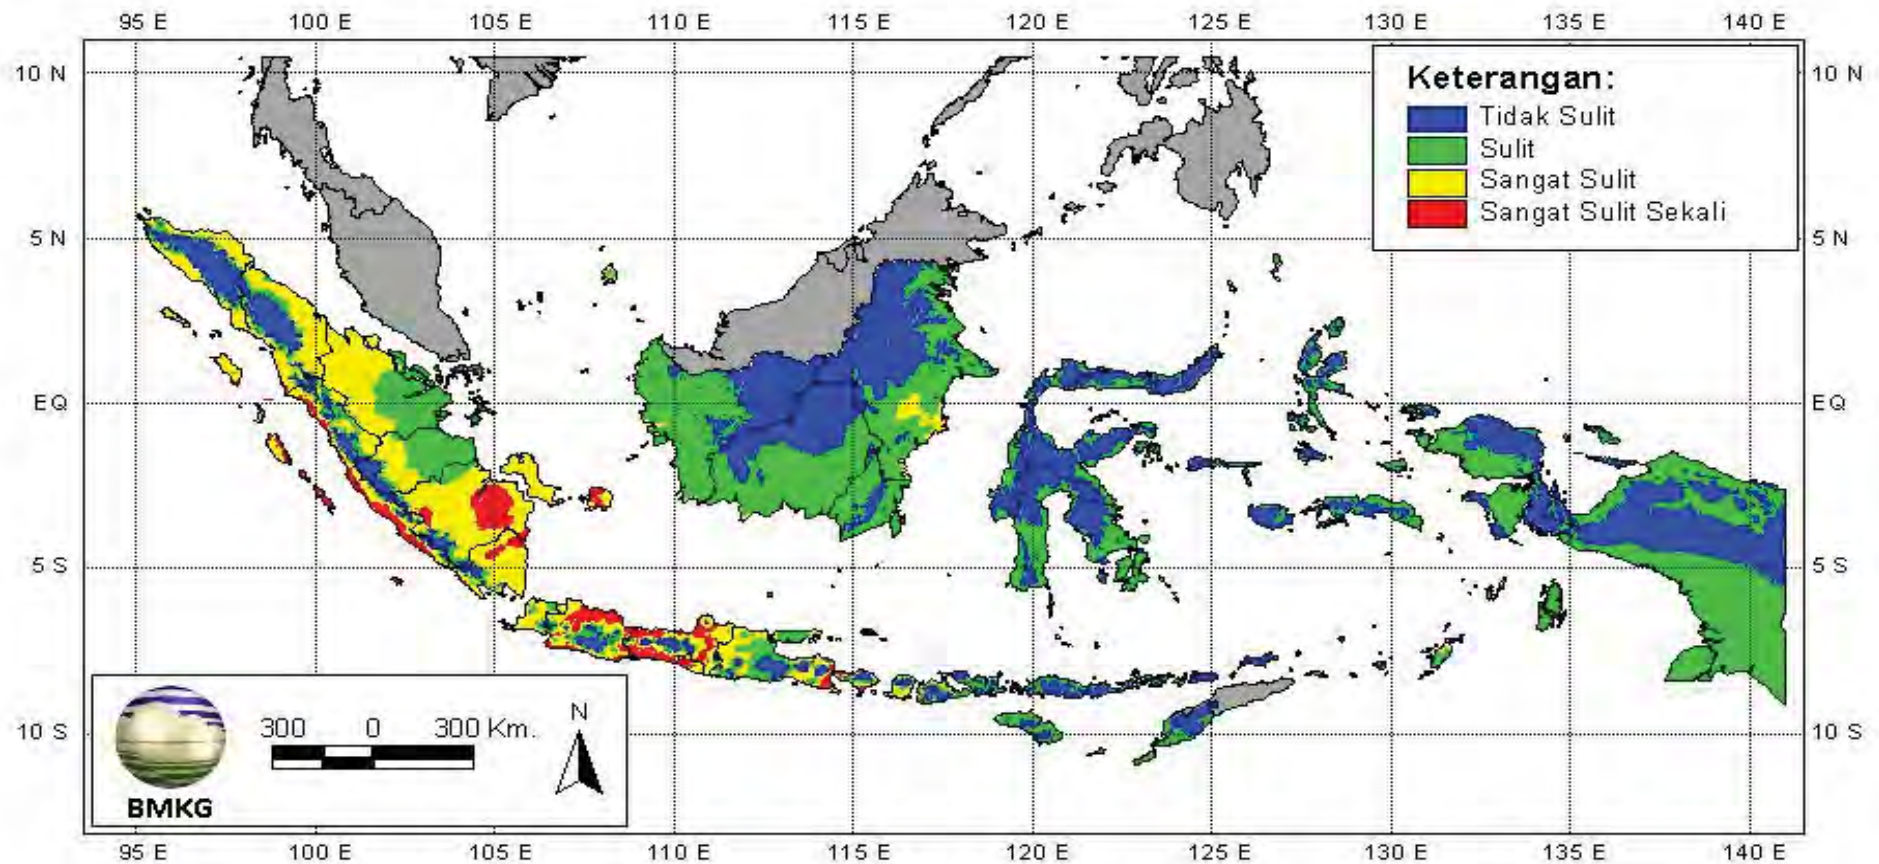 95 E 100 E 105 E 110 E 115 E 120 E 125 E 130 E 135 E 140 E
10 N 10 N
Keterangan:
Tidak Sulit
Sulit
Sangat Sulit
Sangat Sulit Sekali
5 N 5 N
EQ EQ
5 S 5 S
300 0 300 Km.
N
10 S 10 S
BMKG
95 E 100 E 105 E 110 E 115 E 120 E 125 E 130 E 135 E 140 E